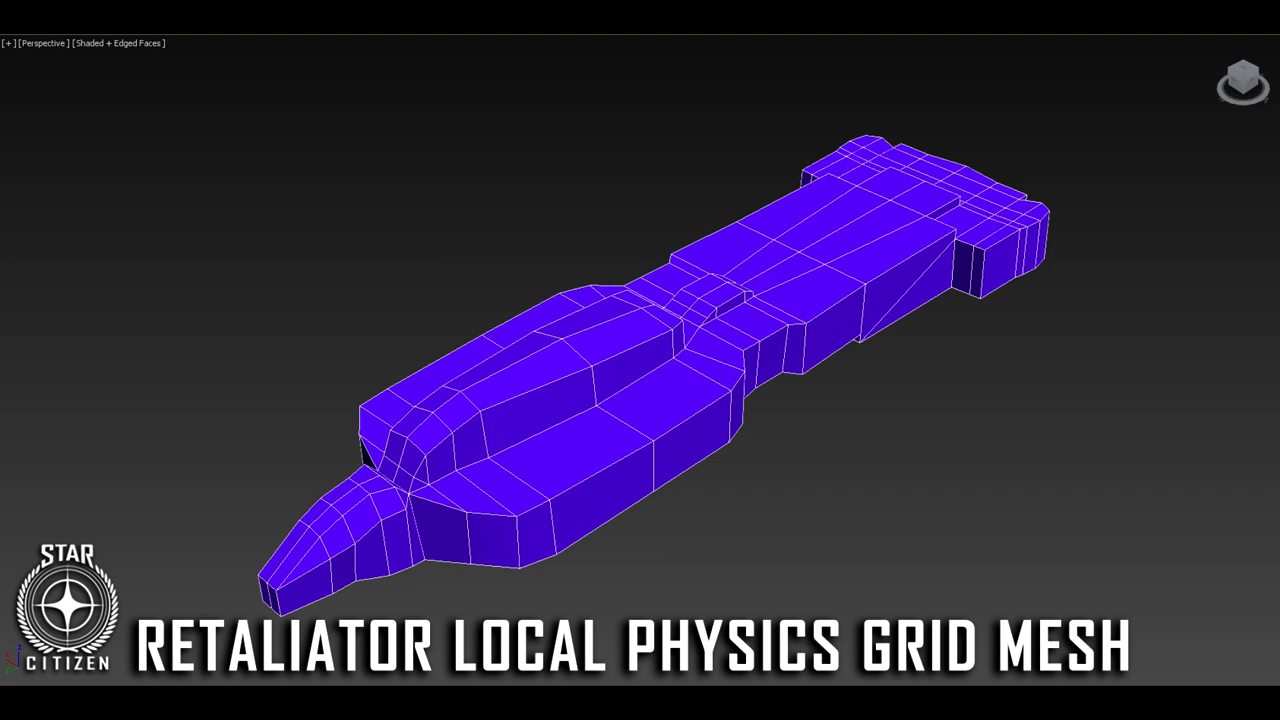 [+] [Perspective ] [Shaded + Edged Faces ]
STAR
CITIZEN
RETALIATOR LOCAL PHYSICS GRID MESH